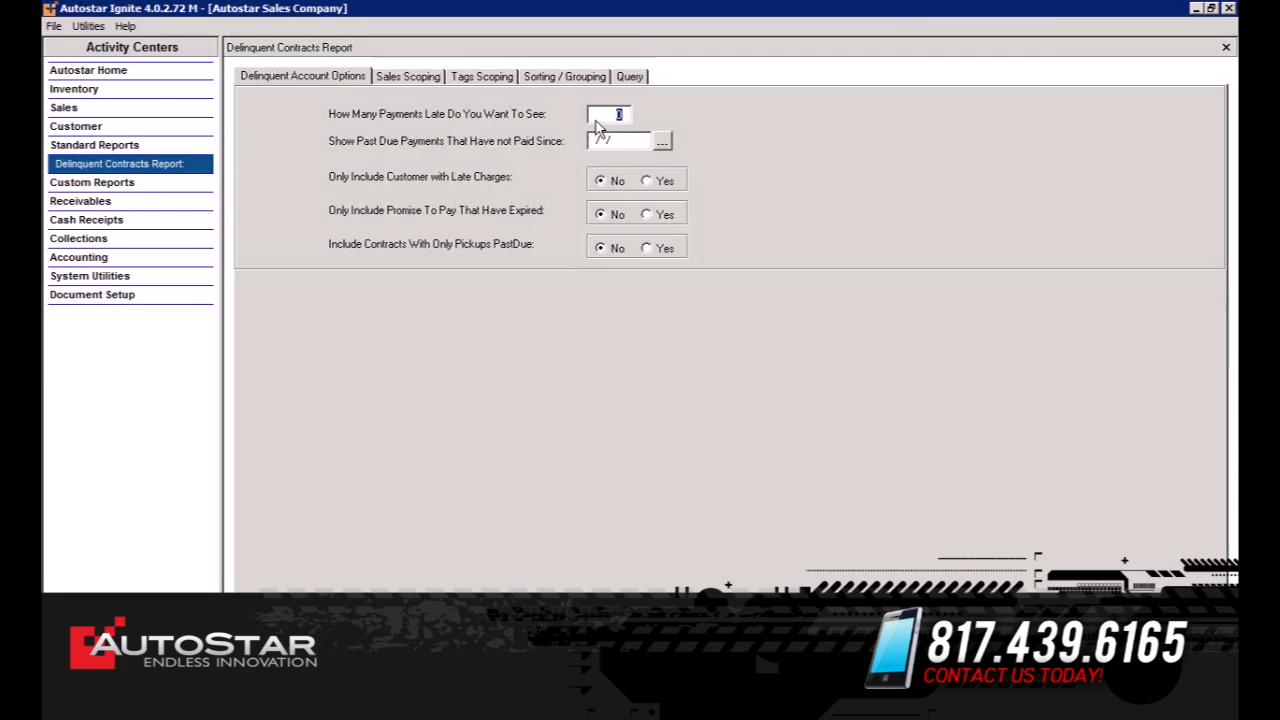 Autostar Ignite 4.0.2.72 M - [Autostar Sales Company]
File Utilities Help
Activity Centers
Autostar Home
Inventory
Sales
Customer
Standard Reports
Delinquent Contracts Report
Custom Reports
Receivables
Cash Receipts
Collections
Accounting
System Utilities
Document Setup
Delinquent Contracts Report
Delinquent Account Options Sales Scoping Tags Scoping Sorting / Grouping Query
How Many Payments Late Do You Want To See: 0
Show Past Due Payments That Have not Paid Since: / / ...
Only Include Customer with Late Charges: No Yes
Only Include Promise To Pay That Have Expired: No Yes
Include Contracts With Only Pickups PastDue: No Yes
AUTOSTAR
ENDLESS INNOVATION
817.439.6165
CONTACT US TODAY!